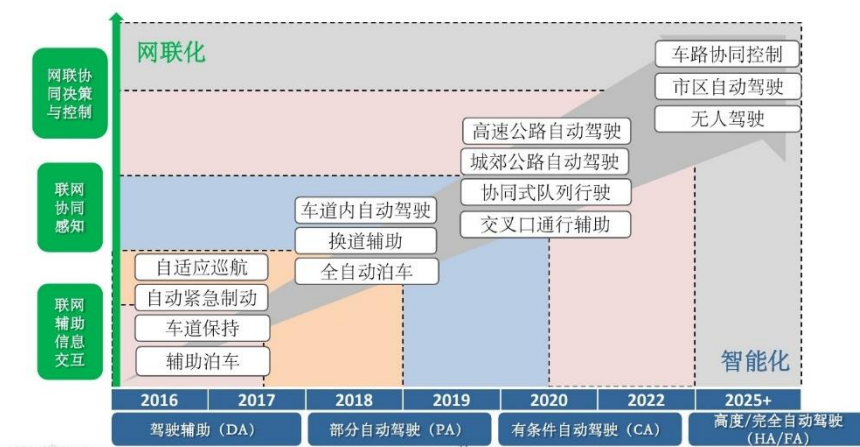 网联化
网联协
同决策
与控制
联网
协同
感知
联网
辅助
信息
交互
车路协同控制
市区自动驾驶
无人驾驶
高速公路自动驾驶
城郊公路自动驾驶
协同式队列行驶
交叉口通行辅助
车道内自动驾驶
换道辅助
全自动泊车
自适应巡航
自动紧急制动
车道保持
辅助泊车
智能化
2016 2017 2018 2019 2020 2022 2025+
驾驶辅助（DA） 部分自动驾驶（PA） 有条件自动驾驶（CA） 高度/完全自动驾驶
（HA/FA）